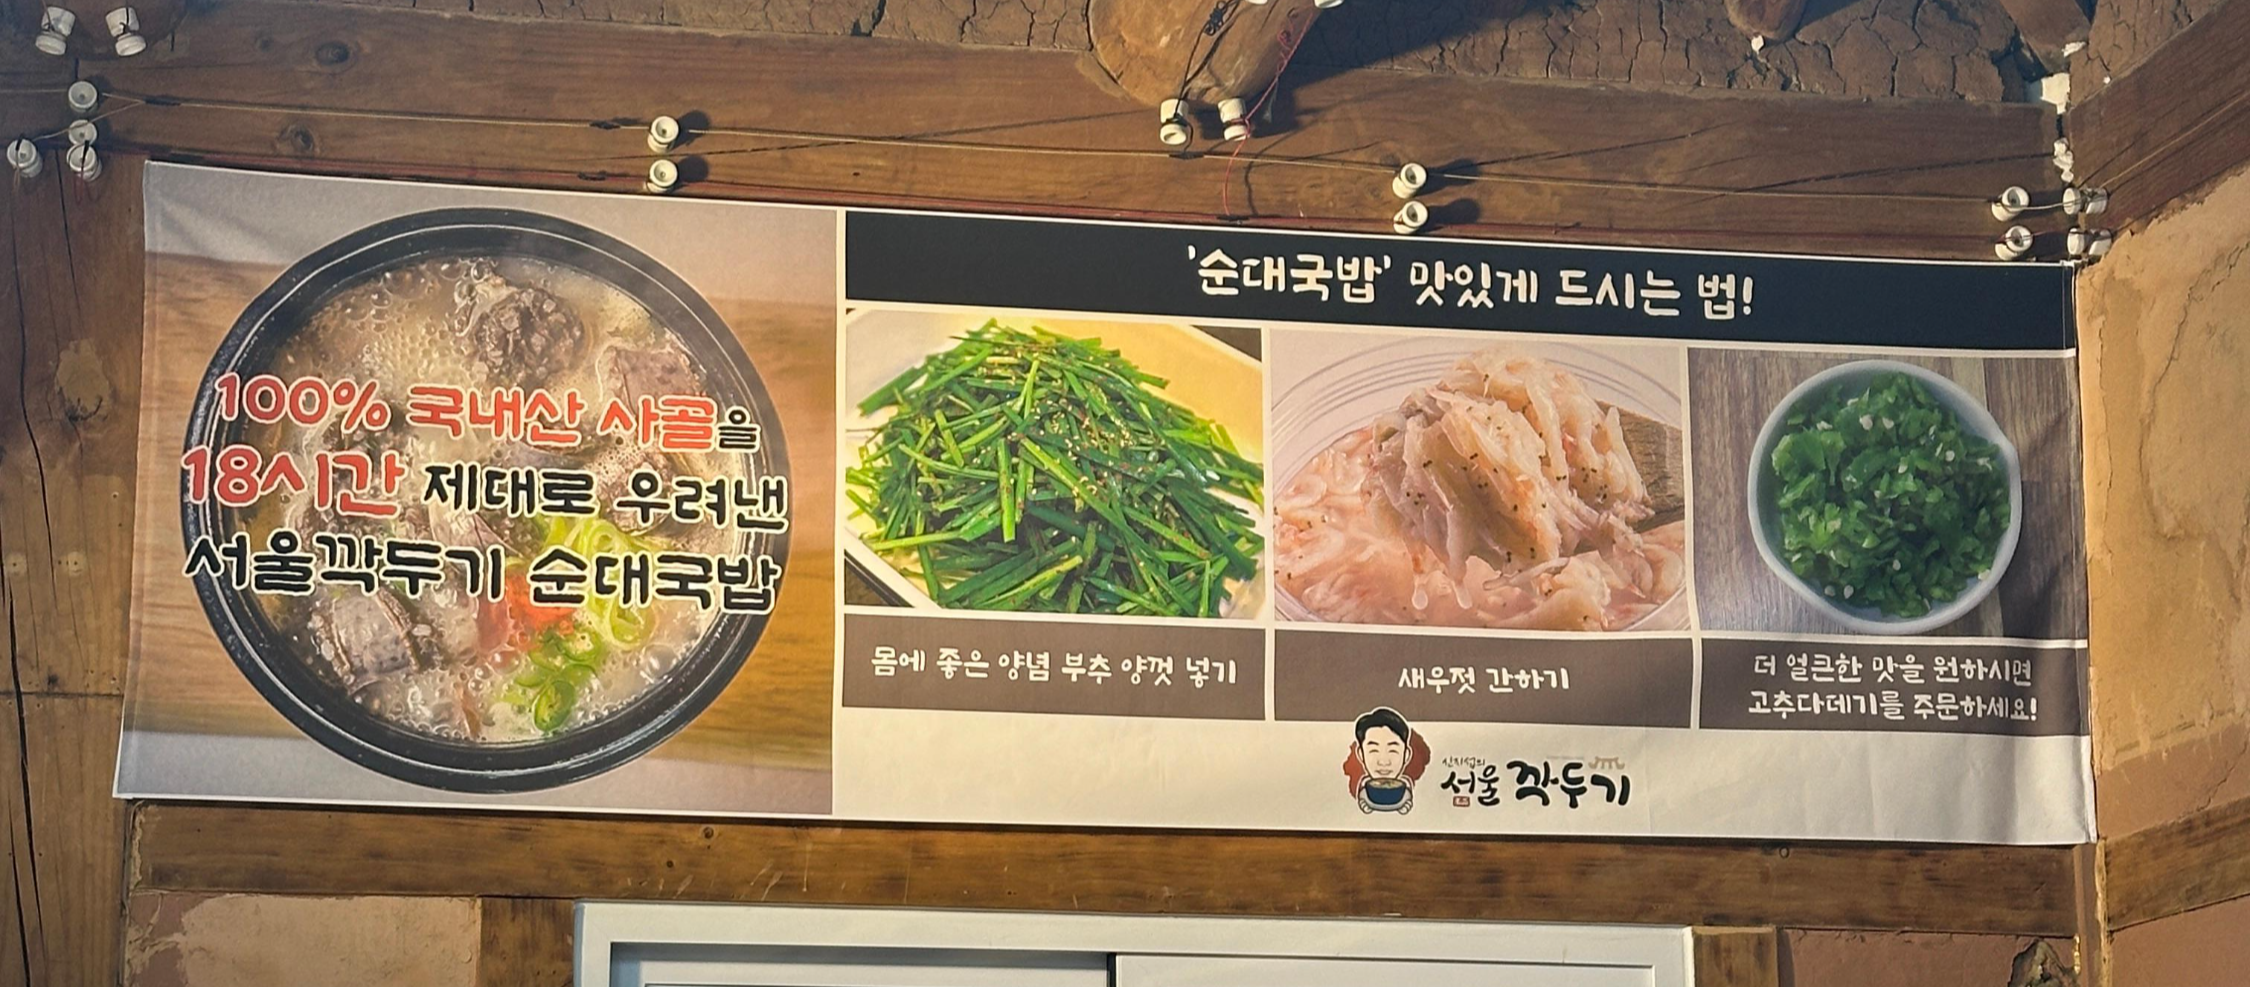 100% 국내산 사골을
18시간 제대로 우려낸
서울깍두기 순대국밥
'순대국밥' 맛있게 드시는 법!
몸에 좋은 양념 부추 양껏 넣기
새우젓 간하기
더 얼큰한 맛을 원하시면
고추다데기를 주문하세요!
신지섭의
서울 깍두기